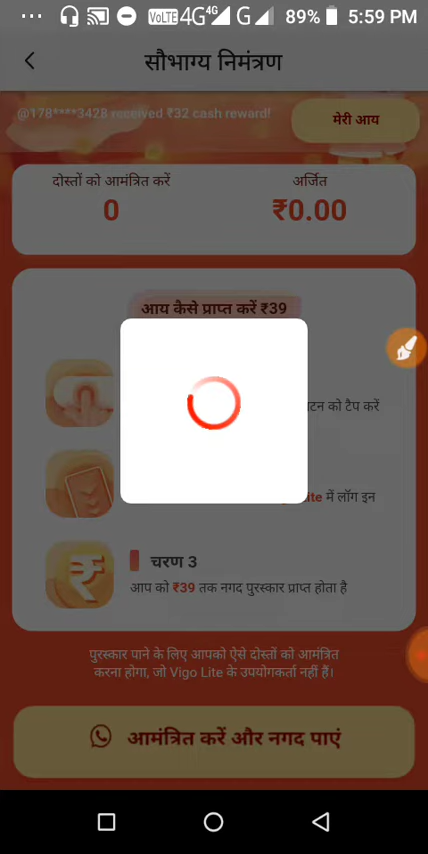 VoLTE 4G 4G G 89% 5:59 PM
सौभाग्य निमंत्रण
@178****3428 received ₹32 cash reward!
मेरी आय
दोस्तों को आमंत्रित करें
अर्जित
0
₹0.00
आय कैसे प्राप्त करें ₹39
को टैप करें
में लॉग इन
चरण 3
आप को ₹39 तक नगद पुरस्कार प्राप्त होता है
पुरस्कार पाने के लिए आपको ऐसे दोस्तों को आमंत्रित
करना होगा, जो Vigo Lite के उपयोगकर्ता नहीं हैं।
आमंत्रित करें और नगद पाएं